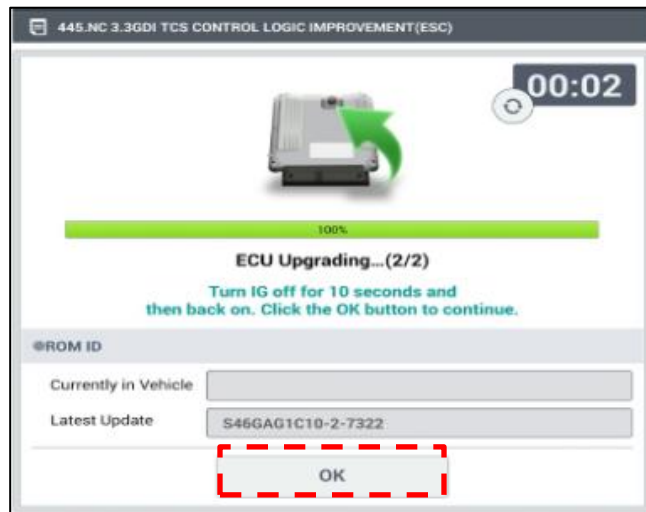 445.NC 3.3GDI TCS CONTROL LOGIC IMPROVEMENT(ESC)
00:02
100%
ECU Upgrading...(2/2)
Turn IG off for 10 seconds and
then back on. Click the OK button to continue.
ROM ID
Currently in Vehicle
Latest Update S46GAG1C10-2-7322
OK